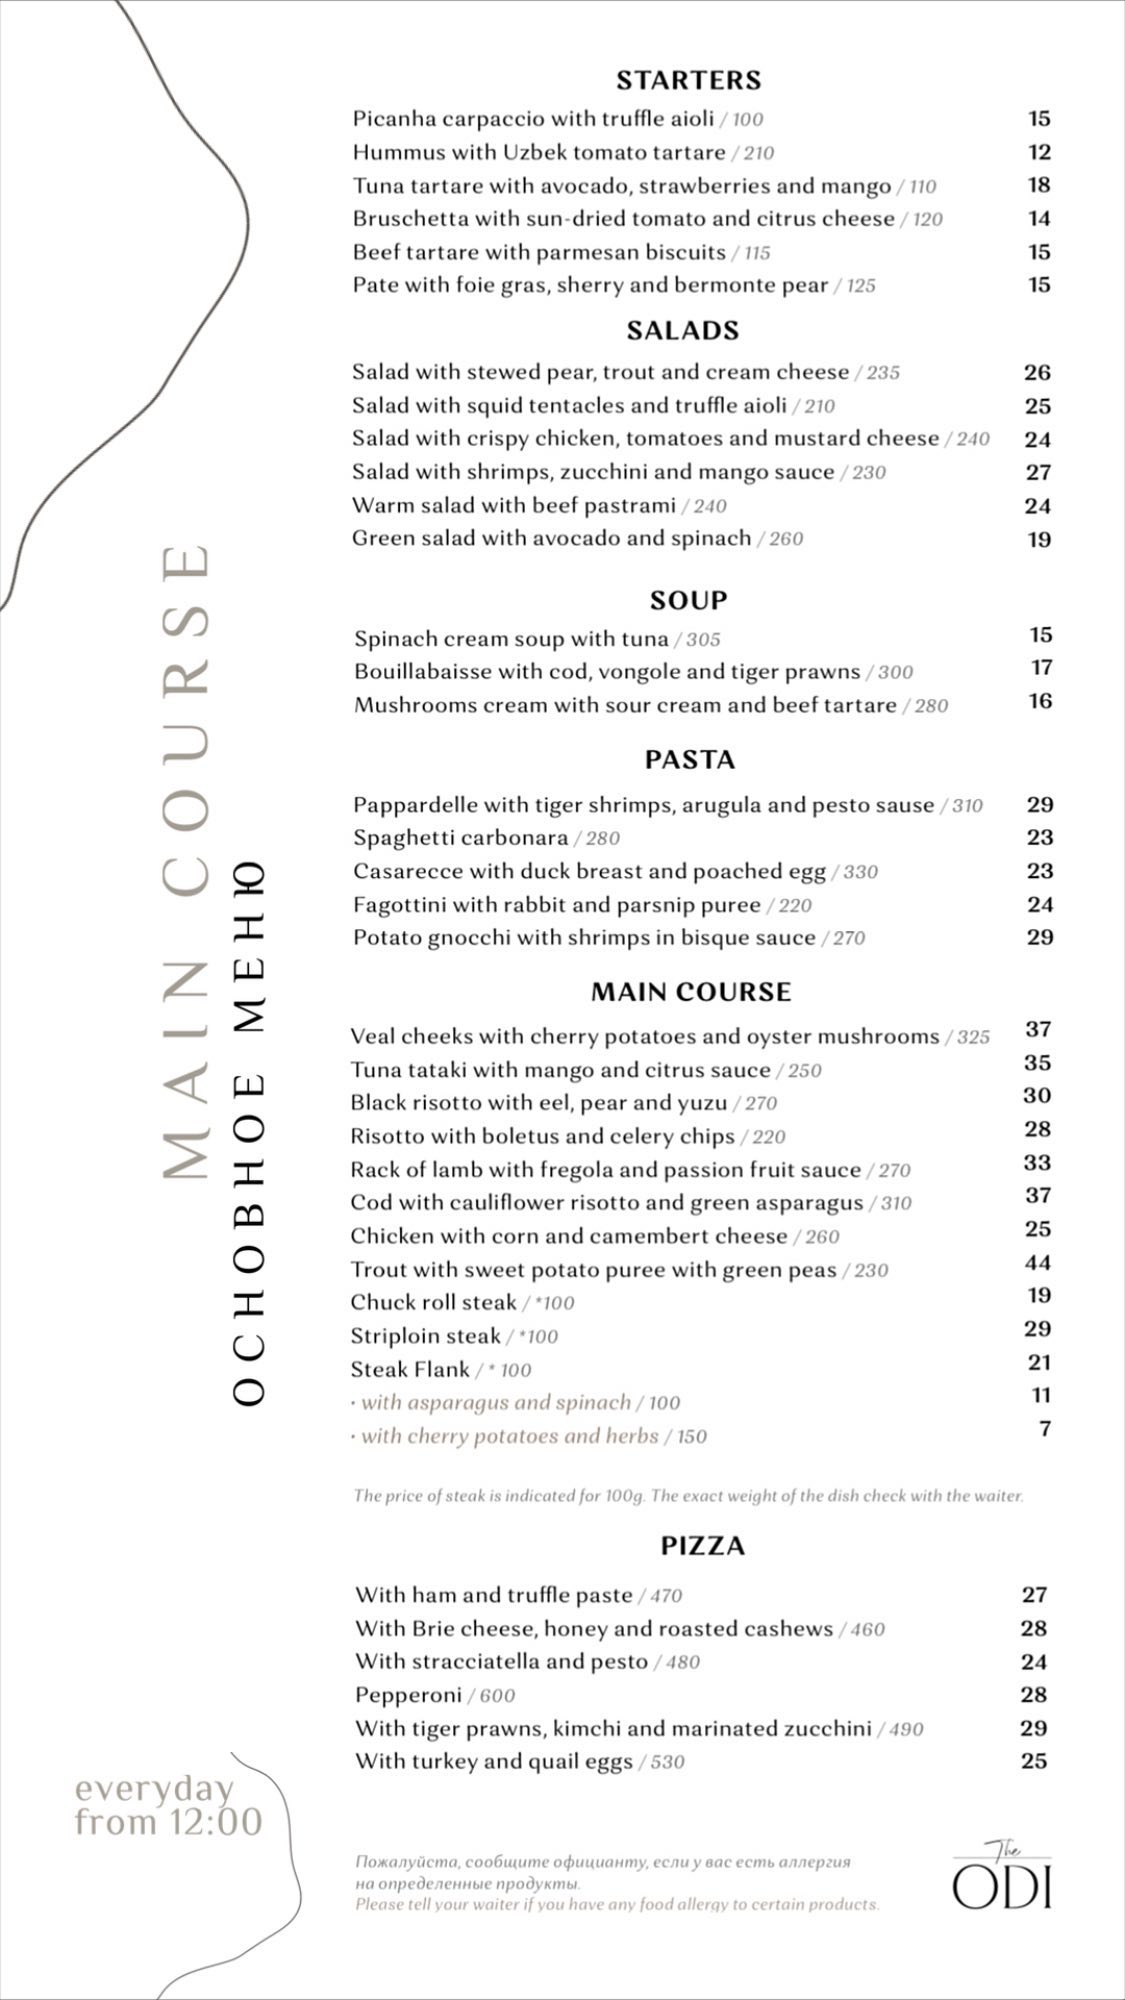 STARTERS
Picanha carpaccio with truffle aioli / 100 15
Hummus with Uzbek tomato tartare / 210 12
Tuna tartare with avocado, strawberries and mango / 110 18
Bruschetta with sun-dried tomato and citrus cheese / 120 14
Beef tartare with parmesan biscuits / 115 15
Pate with foie gras, sherry and bermonte pear / 125 15
SALADS
Salad with stewed pear, trout and cream cheese / 235 26
Salad with squid tentacles and truffle aioli / 210 25
Salad with crispy chicken, tomatoes and mustard cheese / 240 24
Salad with shrimps, zucchini and mango sauce / 230 27
Warm salad with beef pastrami / 240 24
Green salad with avocado and spinach / 260 19
SOUP
Spinach cream soup with tuna / 305 15
Bouillabaisse with cod, vongole and tiger prawns / 300 17
Mushrooms cream with sour cream and beef tartare / 280 16
PASTA
Pappardelle with tiger shrimps, arugula and pesto sause / 310 29
Spaghetti carbonara / 280 23
Casarecce with duck breast and poached egg / 330 23
Fagottini with rabbit and parsnip puree / 220 24
Potato gnocchi with shrimps in bisque sauce / 270 29
MAIN COURSE
Veal cheeks with cherry potatoes and oyster mushrooms / 325 37
Tuna tataki with mango and citrus sauce / 250 35
Black risotto with eel, pear and yuzu / 270 30
Risotto with boletus and celery chips / 220 28
Rack of lamb with fregola and passion fruit sauce / 270 33
Cod with cauliflower risotto and green asparagus / 310 37
Chicken with corn and camembert cheese / 260 25
Trout with sweet potato puree with green peas / 230 44
Chuck roll steak / *100 19
Striploin steak / *100 29
Steak Flank / * 100 21
· with asparagus and spinach / 100 11
· with cherry potatoes and herbs / 150 7
The price of steak is indicated for 100g. The exact weight of the dish check with the waiter.
PIZZA
With ham and truffle paste / 470 27
With Brie cheese, honey and roasted cashews / 460 28
With stracciatella and pesto / 480 24
Pepperoni / 600 28
With tiger prawns, kimchi and marinated zucchini / 490 29
With turkey and quail eggs / 530 25
MAIN COURSE
ОСНОВНОЕ МЕНЮ
everyday
from 12:00
Пожалуйста, сообщите официанту, если у вас есть аллергия
на определенные продукты.
Please tell your waiter if you have any food allergy to certain products.
The
ODI